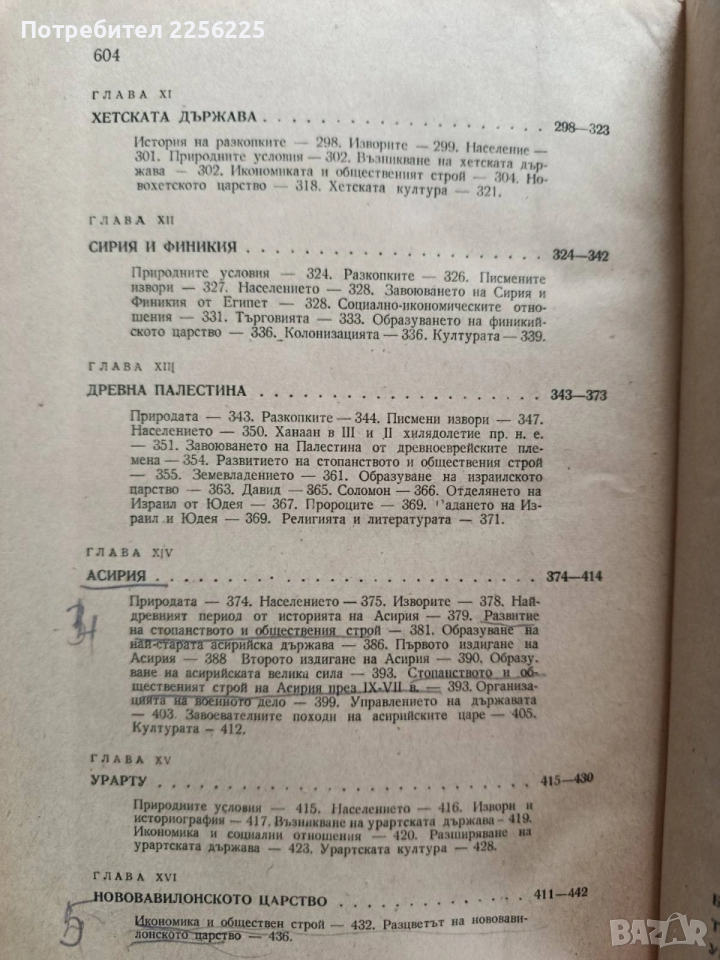 Потребител 2256225
604
ГЛАВА XI
ХЕТСКАТА ДЪРЖАВА . . . . . . . . . . . . . . . . . 298—323
История на разкопките — 298. Изворите — 299. Население —
301. Природните условия — 302. Възникване на хетската дър-
жава — 302. Икономиката и общественият строй — 304. Но-
вохетското царство — 318. Хетската култура — 321.
ГЛАВА XII
СИРИЯ И ФИНИКИЯ . . . . . . . . . . . . . . . . . 324—342
Природните условия — 324. Разкопките — 326. Писмените
извори — 327. Населението — 328. Завоюването на Сирия и
Финикия от Египет — 328. Социално-икономическите отно-
шения — 331. Търговията — 333. Образуването на финикий-
ското царство — 336. Колонизацията — 336. Културата — 339.
ГЛАВА XIII
ДРЕВНА ПАЛЕСТИНА . . . . . . . . . . . . . . . . . 343—373
Природата — 343. Разкопките — 344. Писмени извори — 347.
Населението — 350. Ханаан в III и II хилядолетие пр. н. е.
— 351. Завоюването на Палестина от древноеврейските пле-
мена — 354. Развитието на стопанството и обществения строй
— 355. Земевладението — 361. Образуване на израилското
царство — 363. Давид — 365. Соломон — 366. Отделянето на
Израил от Юдея — 367. Пророците — 369. адането на Из-
раил и Юдея — 369. Религията и литературата — 371.
ГЛАВА XIV
АСИРИЯ . . . . . . . . . . . . . . . . . 374—414
Природата — 374. Населението — 375. Изворите — 378. Най-
древният период от историята на Асирия — 379. Развитие
на стопанството и обществения строй — 381. Образуване на
най-старата асирийска държава — 386. Първото издигане на
Асирия — 388 Второто издигане на Асирия — 390. Образу-
ване на асирийската велика сила — 393. Стопанството и об-
щественият строй на Асирия през IX-VII в. — 393. Организа-
цията на военното дело — 399. Управлението на държавата
— 403. Завоевателните походи на асирийските царе — 405.
Културата — 412.
ГЛАВА XV
УРАРТУ . . . . . . . . . . . . . . . . . 415—430
Природните условия — 415. Населението — 416. Извори и
историография — 417. Възникване на урартската държава — 419.
Икономика и социални отношения — 420. Разширяване на
урартската държава — 423. Урартската култура — 428.
ГЛАВА XVI
НОВОВАВИЛОНСКОТО ЦАРСТВО . . . . . . . . . . . 411—442
5 Икономика и обществен строй — 432. Разцветът на нововави-
лонското царство — 436.
BAZAR